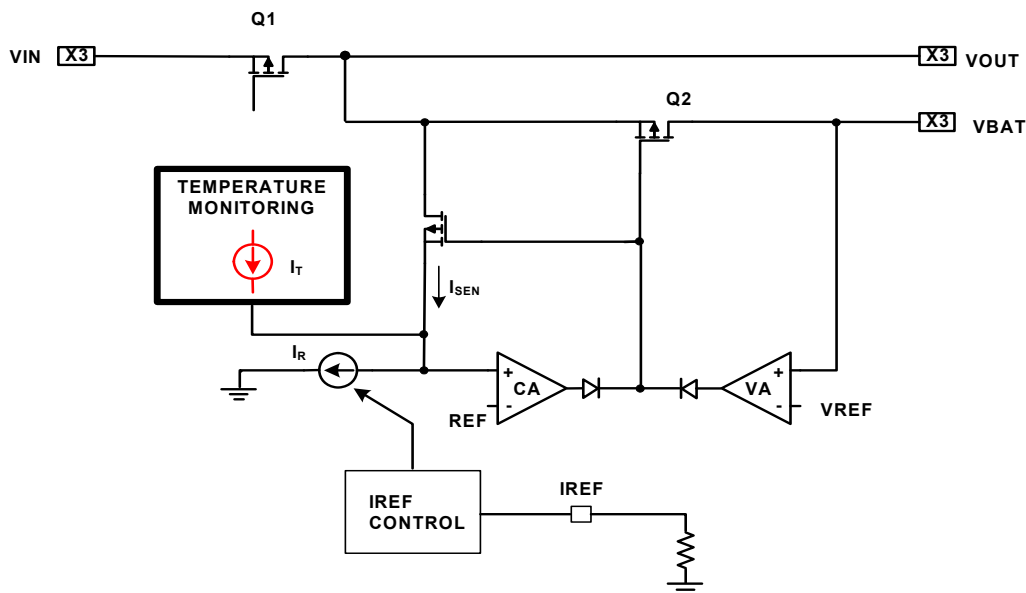 Q1
VIN
X3
X3
VOUT
Q2
X3
VBAT
TEMPERATURE
MONITORING
IT
ISEN
IR
+
CA
-
REF
+
VA
-
VREF
IREF
CONTROL
IREF